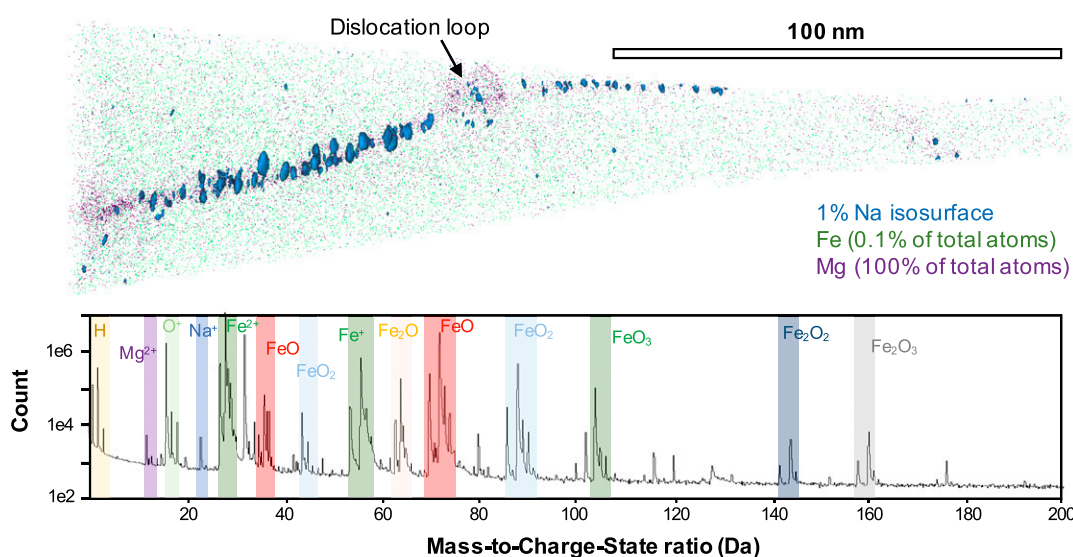 Dislocation loop
100 nm
1% Na isosurface
Fe (0.1% of total atoms)
Mg (100% of total atoms)
H
Mg²⁺
O⁺
Na⁺
Fe²⁺
FeO
FeO₂
Fe⁺
Fe₂O
FeO
FeO₂
FeO₃
Fe₂O₂
Fe₂O₃
Count
1e6
1e4
1e2
20 40 60 80 100 120 140 160 180 200
Mass-to-Charge-State ratio (Da)